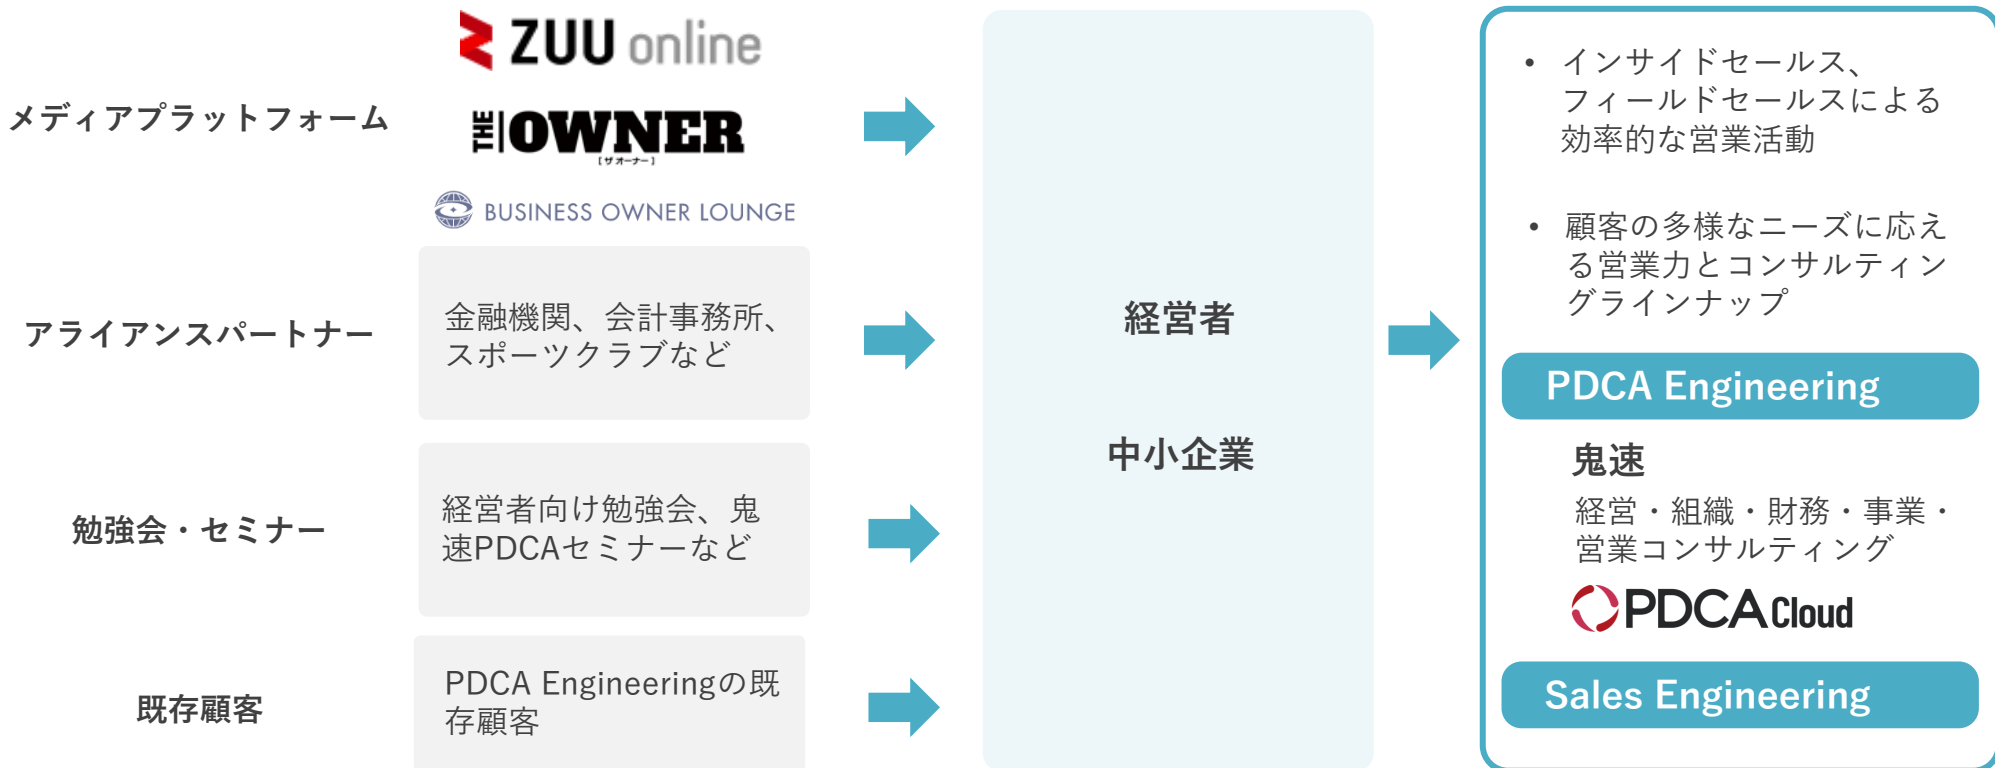 メディアプラットフォーム
ZUU online
THE OWNER
[ザオーナー]
BUSINESS OWNER LOUNGE
アライアンスパートナー
金融機関、会計事務所、
スポーツクラブなど
勉強会・セミナー
経営者向け勉強会、鬼
速PDCAセミナーなど
既存顧客
PDCA Engineeringの既
存顧客
経営者
中小企業
• インサイドセールス、
フィールドセールスによる
効率的な営業活動
• 顧客の多様なニーズに応え
る営業力とコンサルティン
グラインナップ
PDCA Engineering
鬼速
経営・組織・財務・事業・
営業コンサルティング
PDCA Cloud
Sales Engineering